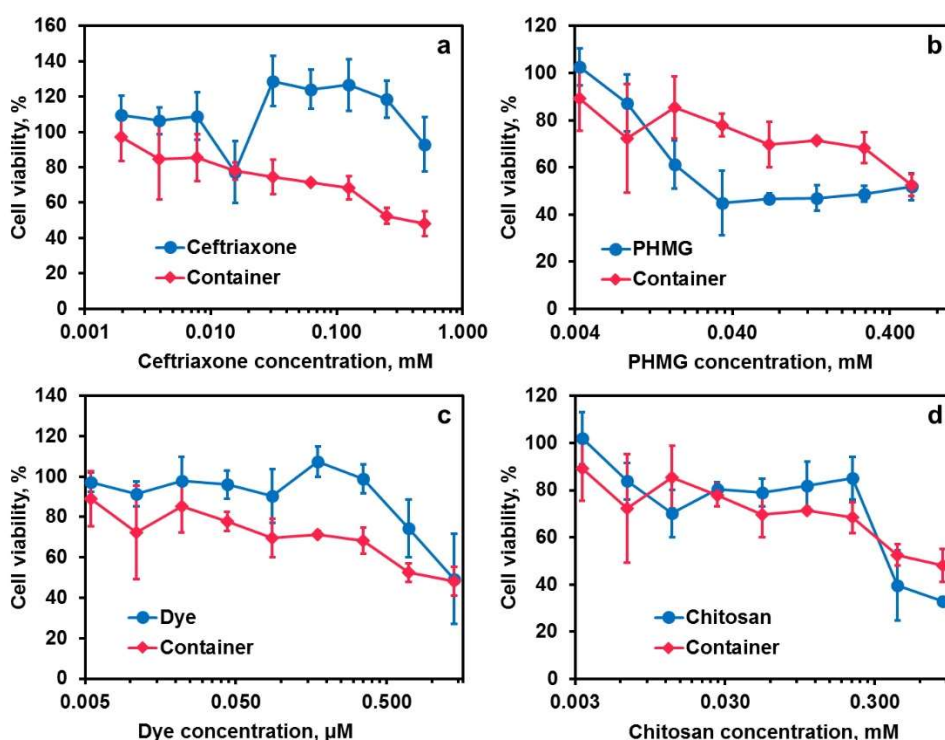 a
160
140
120
100
80
60
40
20
0
Cell viability, %
Ceftriaxone
Container
0.001 0.010 0.100 1.000
Ceftriaxone concentration, mM
b
120
100
80
60
40
20
0
Cell viability, %
PHMG
Container
0.004 0.040 0.400
PHMG concentration, mM
c
140
120
100
80
60
40
20
0
Cell viability, %
Dye
Container
0.005 0.050 0.500
Dye concentration, µM
d
120
100
80
60
40
20
0
Cell viability, %
Chitosan
Container
0.003 0.030 0.300
Chitosan concentration, mM